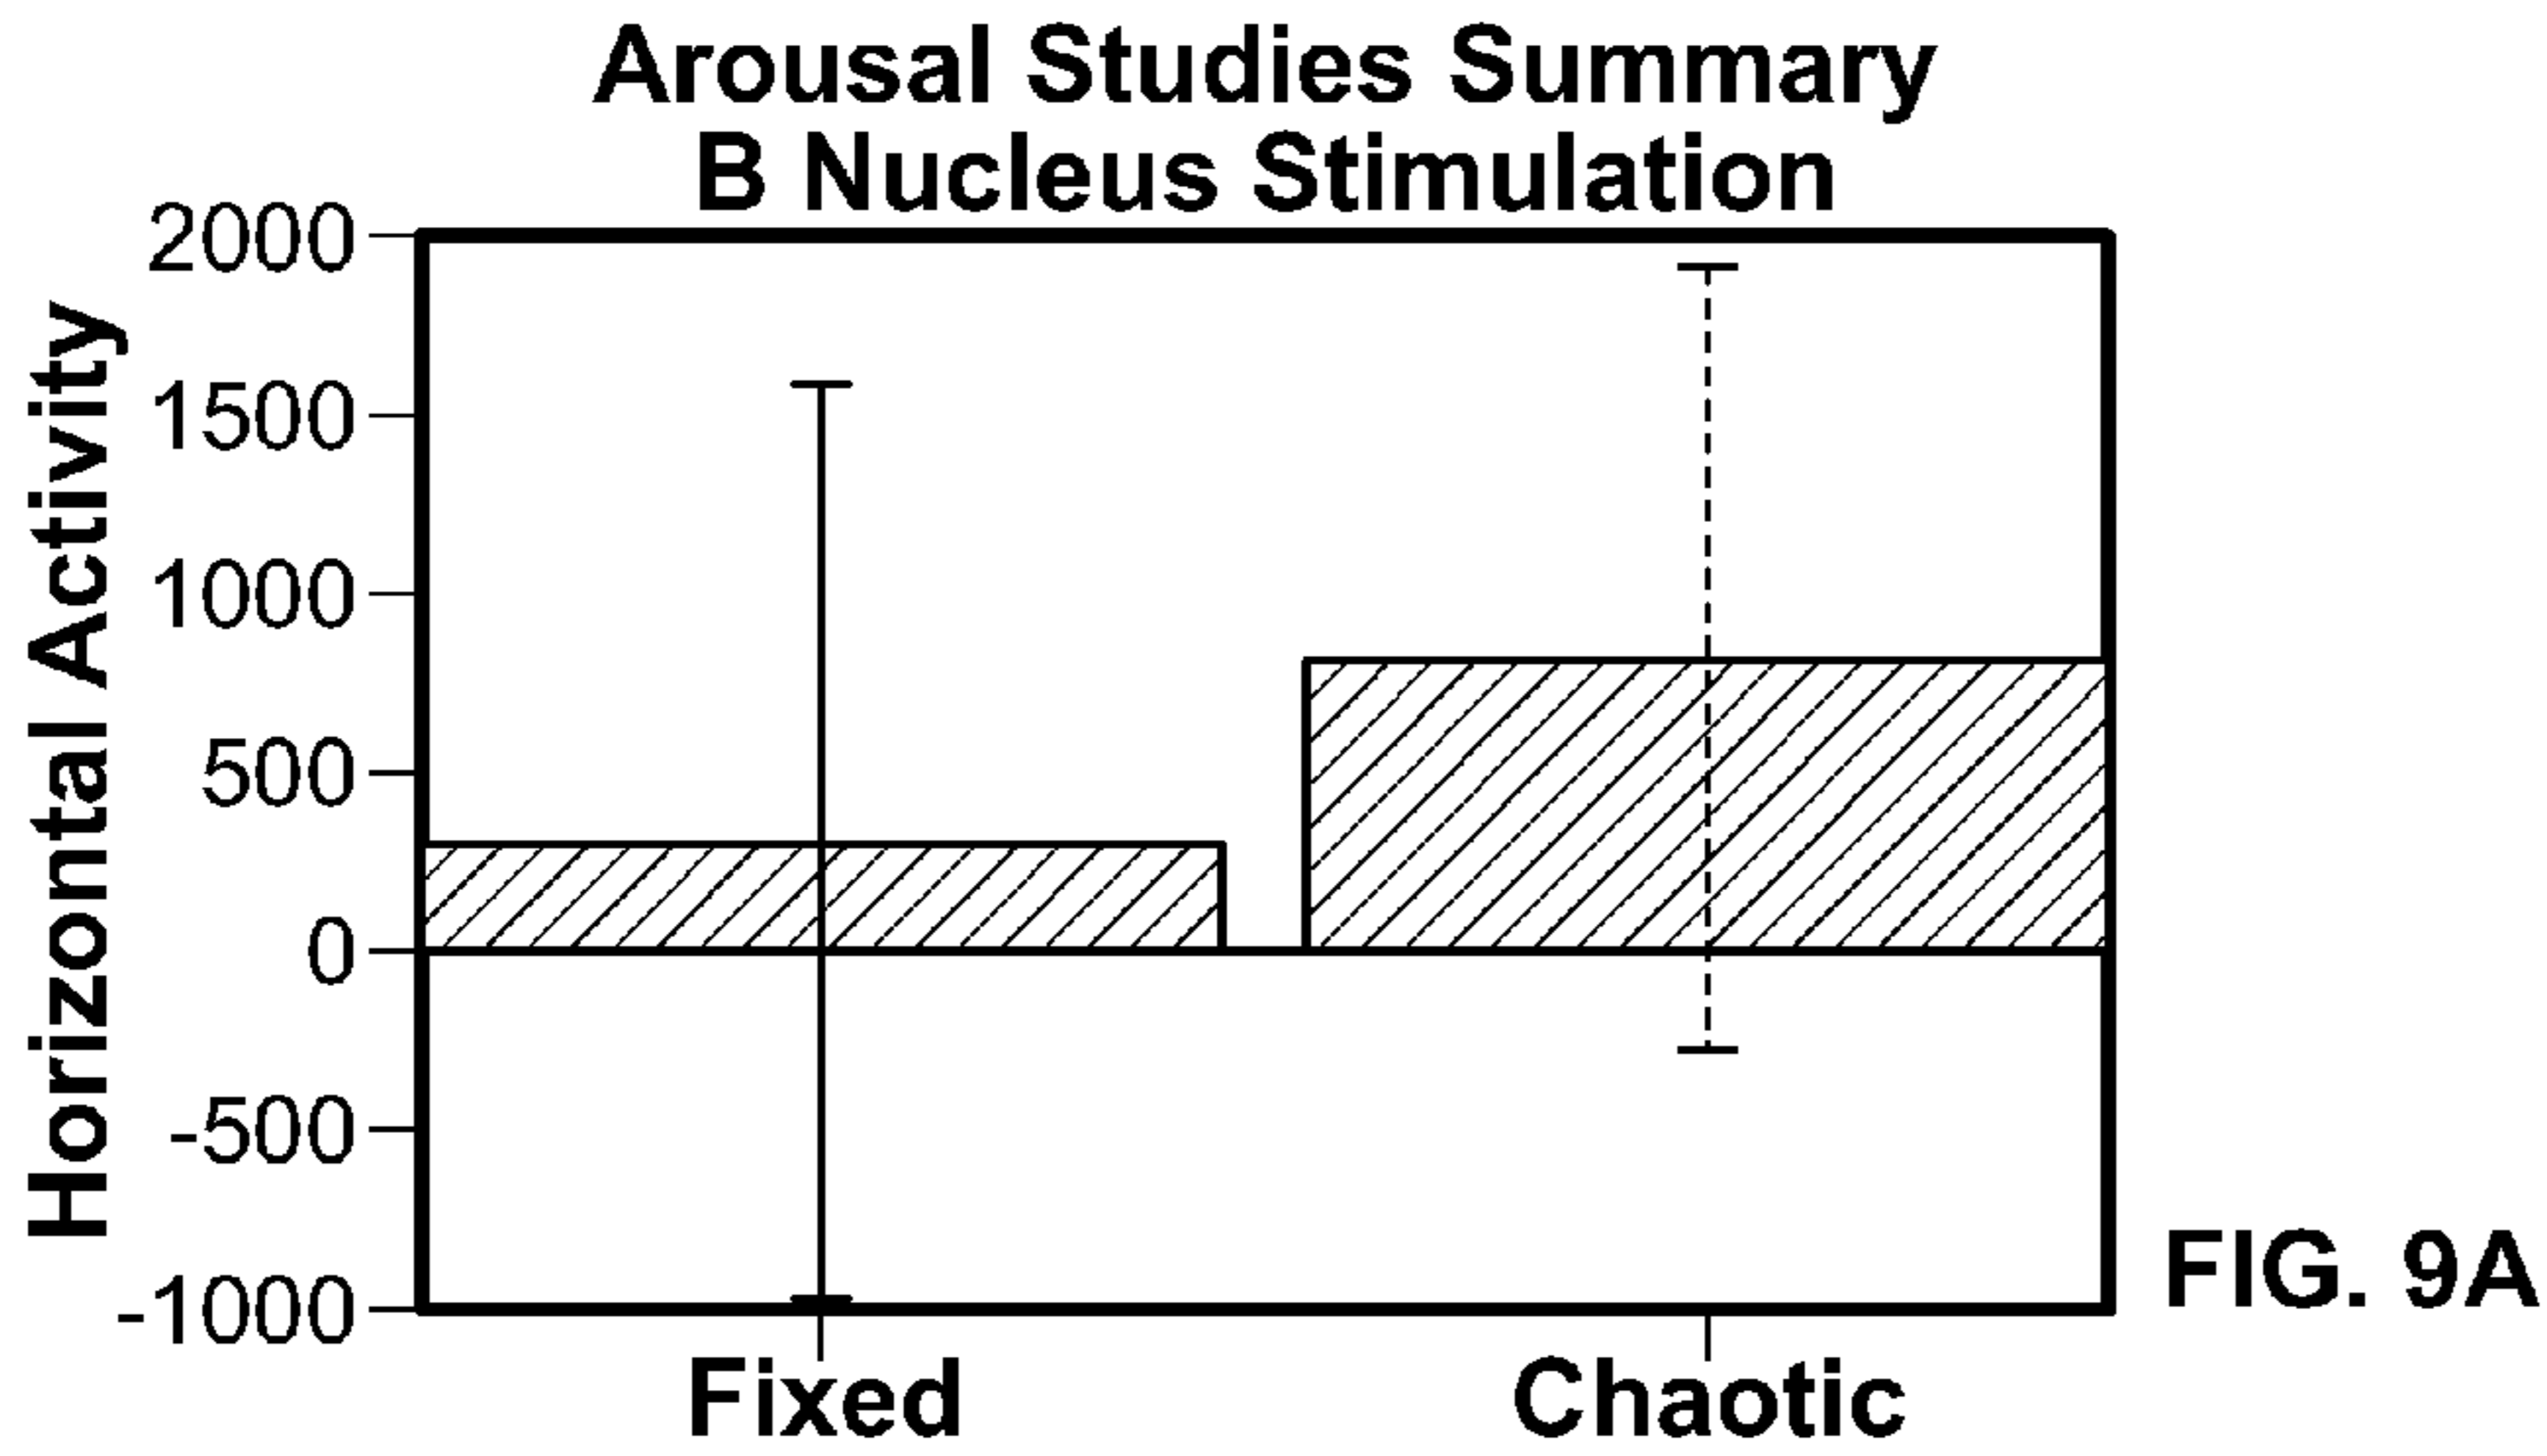 Arousal Studies Summary
B Nucleus Stimulation
Horizontal Activity
2000
1500
1000
500
0
-500
-1000
Fixed
Chaotic
FIG. 9A